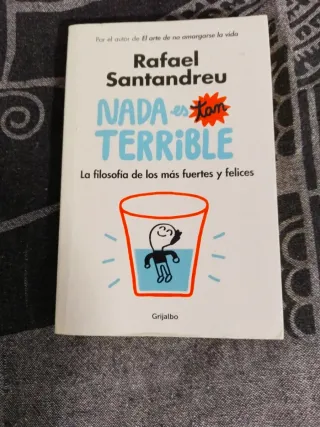 Por el autor de El arte de no amargarse la vida
Rafael
Santandreu
NADA es tan
TERRIBLE
La filosofía de los más fuertes y felices
Grijalbo